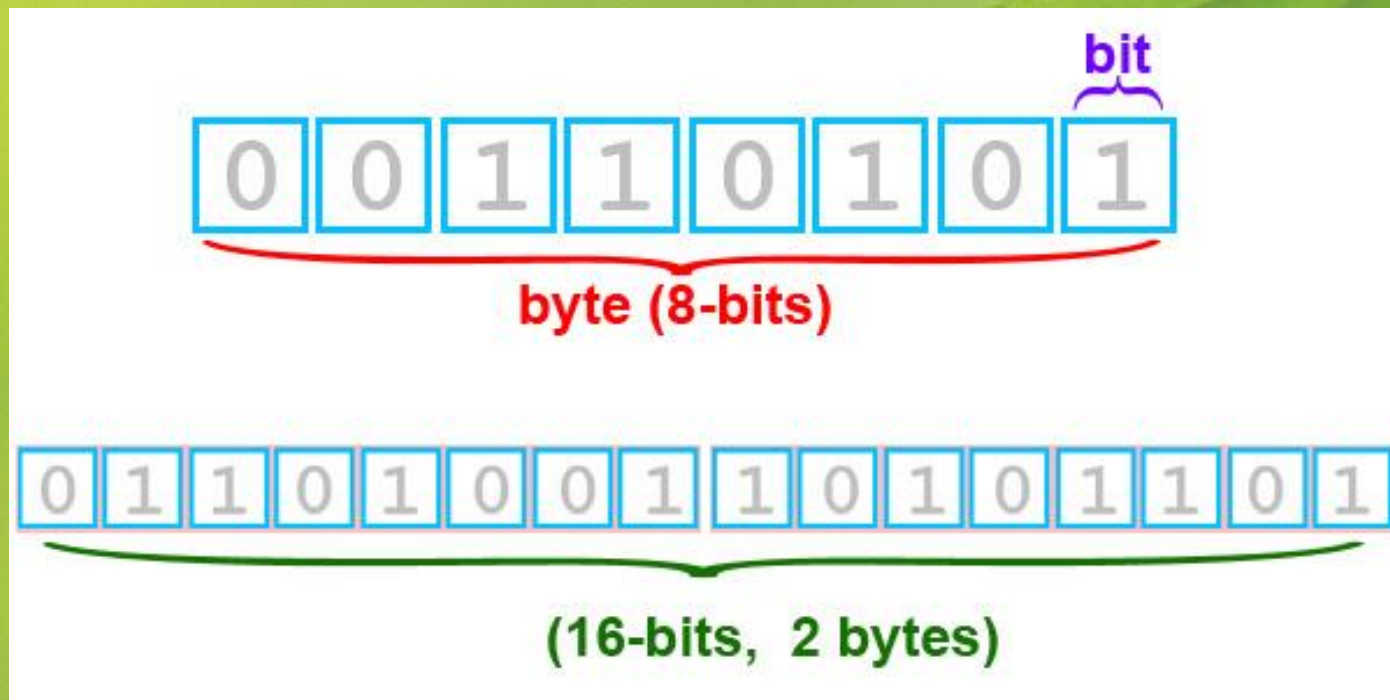 bit
0 0 1 1 0 1 0 1
byte (8-bits)
0 1 1 0 1 0 0 1 1 0 1 0 1 1 0 1
(16-bits, 2 bytes)